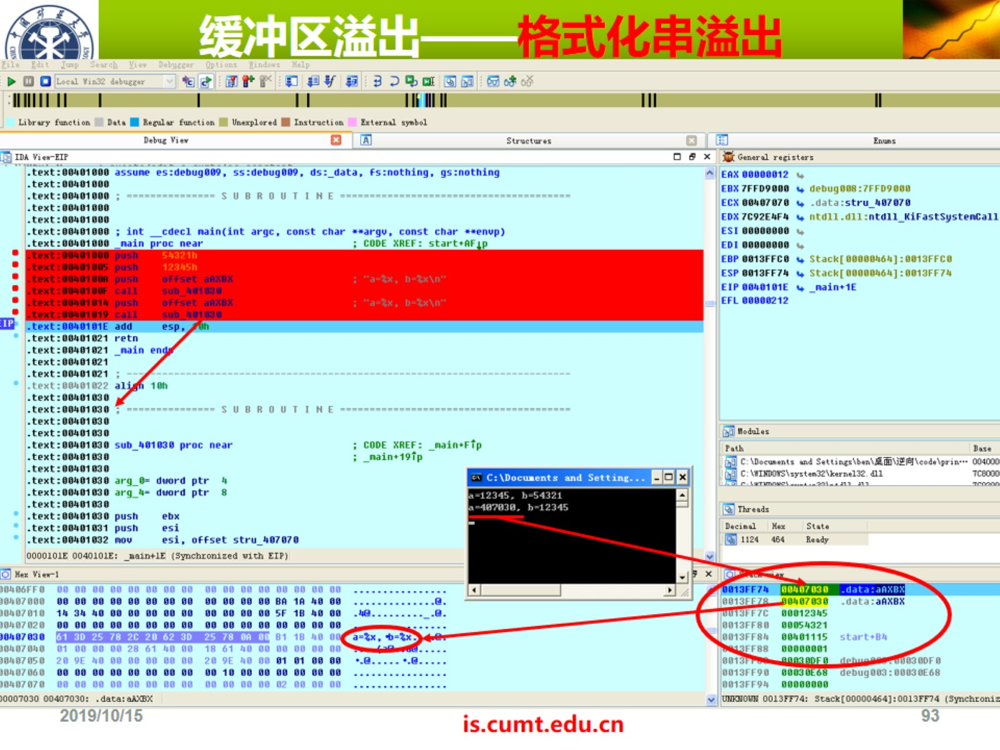 缓冲区溢出——格式化串溢出
File Edit Jump Search View Debugger Options Windows Help
Local Win32 debugger
Library function Data Regular function Unexplored Instruction External symbol
Debug View
Structures
Enums
IDA View-EIP
.text:00401000 assume es:debug009, ss:debug009, ds:_data, fs:nothing, gs:nothing
.text:00401000
.text:00401000 ; =============== S U B R O U T I N E =======================================
.text:00401000
.text:00401000
.text:00401000 ; int __cdecl main(int argc, const char **argv, const char **envp)
.text:00401000 _main proc near ; CODE XREF: start+AF↓p
.text:00401000 push 54321h
.text:00401005 push 12345h
.text:0040100A push offset aAXBX ; "a=%x, b=%x\n"
.text:0040100F call sub_401030
.text:00401014 push offset aAXBX ; "a=%x, b=%x\n"
.text:00401019 call sub_401030
EIP .text:0040101E add esp, 10h
.text:00401021 retn
.text:00401021 _main endp
.text:00401021
.text:00401021 ; ---------------------------------------------------------------------------
.text:00401022 align 10h
.text:00401030
.text:00401030 ; =============== S U B R O U T I N E =======================================
.text:00401030
.text:00401030
.text:00401030 sub_401030 proc near ; CODE XREF: _main+F↑p
.text:00401030 ; _main+19↑p
.text:00401030
.text:00401030 arg_0= dword ptr 4
.text:00401030 arg_4= dword ptr 8
.text:00401030
.text:00401030 push ebx
.text:00401031 push esi
.text:00401032 mov esi, offset stru_407070
0000101E 0040101E: _main+1E (Synchronized with EIP)
General registers
EAX 00000012
EBX 7FFD9000 debug008:7FFD9000
ECX 00407070 .data:stru_407070
EDX 7C92E4F4 ntdll.dll:ntdll_KiFastSystemCall
ESI 00000000
EDI 00000000
EBP 0013FFC0 Stack[00000464]:0013FFC0
ESP 0013FF74 Stack[00000464]:0013FF74
EIP 0040101E _main+1E
EFL 00000212
Modules
Path Base
C:\Documents and Settings\ben\桌面\逆向\code\prin··· 004000
C:\WINDOWS\system32\kernel32.dll 7C8000
C:\WINDOWS\system32\ntdll.dll
Threads
Decimal Hex State
1124 464 Ready
C:\Documents and Setting...
a=12345, b=54321
a=407030, b=12345
Hex View-1
00406FF0 00 00 00 00 00 00 00 00 00 00 00 00 00 00 00 00 ................
00407000 00 00 00 00 00 00 00 00 00 00 00 00 BA 1A 40 00 ..............@.
00407010 14 34 40 00 00 00 00 00 00 00 00 00 5F 1B 40 00 .4@........._.@.
00407020 00 00 00 00 00 00 00 00 00 00 00 00 00 00 00 00 ................
00407030 61 3D 25 78 2C 20 62 3D 25 78 0A 00 B1 1B 40 00 a=%x,·b=%x....@.
00407040 01 00 00 00 28 61 40 00 18 61 40 00 00 00 00 00
00407050 20 9E 40 00 00 00 00 00 20 9E 40 00 01 01 00 00 ·.@.....·.@.....
00407060 00 00 00 00 00 00 00 00 00 10 00 00 00 00 00 00 ................
00407070 00 00 00 00 00 00 00 00 00 00 00 00 02 00 00 00 ................
00007030 00407030: .data:aAXBX
Stack view
0013FF74 00407030 .data:aAXBX
0013FF78 00407030 .data:aAXBX
0013FF7C 00012345
0013FF80 00054321
0013FF84 00401115 start+B4
0013FF88 00000001
0013FF8C 00030DF0 debug003:00030DF0
0013FF90 00030E68 debug003:00030E68
0013FF94 00000000
UNKNOWN 0013FF74: Stack[00000464]:0013FF74 (Synchroniz
2019/10/15
is.cumt.edu.cn
93